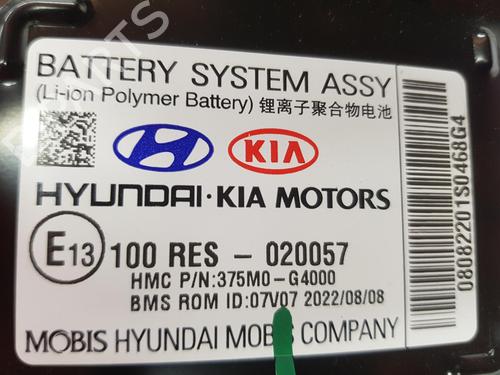 BATTERY SYSTEM ASSY
(Li-ion Polymer Battery) 锂离子聚合物电池
KIA
HYUNDAI·KIA MOTORS
E13 100 RES - 020057
HMC P/N:375M0-G4000
BMS ROM ID:07V07 2022/08/08
MOBIS HYUNDAI MOBIS COMPANY
08082201S0468G4